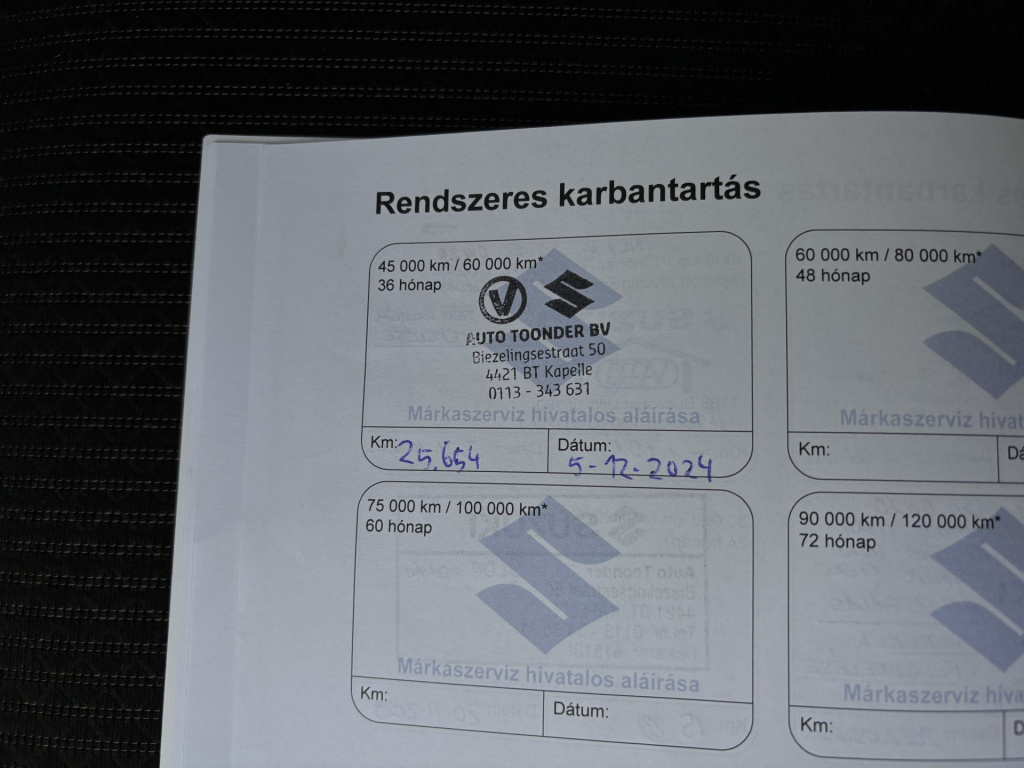 Rendszeres karbantartás
45 000 km / 60 000 km*
36 hónap
AUTO TOONDER BV
Biezelingsestraat 50
4421 BT Kapelle
0113 - 343 631
Márkaszerviz hivatalos aláírása
Km: 25.654
Dátum: 5-12-2024
60 000 km / 80 000 km*
48 hónap
Márkaszerviz hivat
Km:
Dá
75 000 km / 100 000 km*
60 hónap
Márkaszerviz hivatalos aláírása
Km:
Dátum:
90 000 km / 120 000 km*
72 hónap
Márkaszerviz hiva
Km:
D